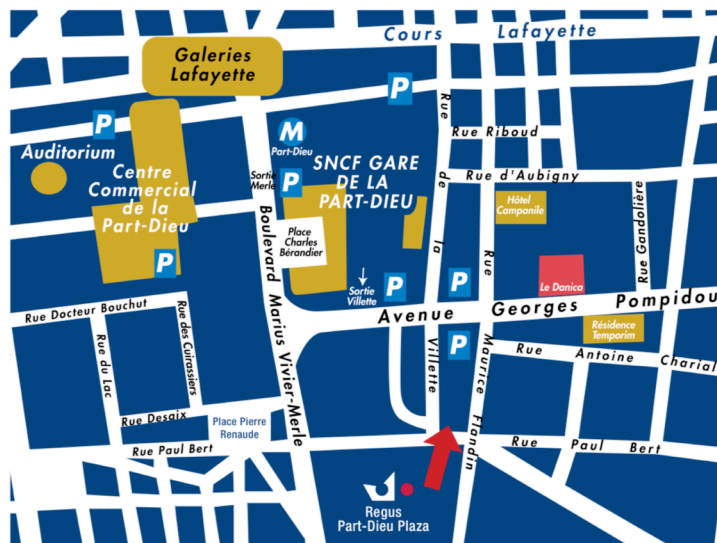 Cours Lafayette
Galeries
Lafayette
P
P
M
Part-Dieu
Rue Riboud
Auditorium
Centre
Commercial
de la
Part-Dieu
Sortie
Merle
P
SNCF GARE
DE LA
PART-DIEU
Rue d'Aubigny
Hôtel
Campanile
Rue Gandolière
Place
Charles
Bérandier
P
Sortie
Villette
P
P
Le Danica
Boulevard Marius Vivier-Merle
Rue de la Villette
Rue Maurice Flandin
Avenue Georges Pompidou
Rue Docteur Bouchut
Rue des Cuirassiers
Rue du Lac
Résidence
Temporim
P
Rue Antoine Charial
Rue Desaix
Place Pierre
Renaude
Rue Paul Bert
Rue Paul Bert
Regus
Part-Dieu Plaza